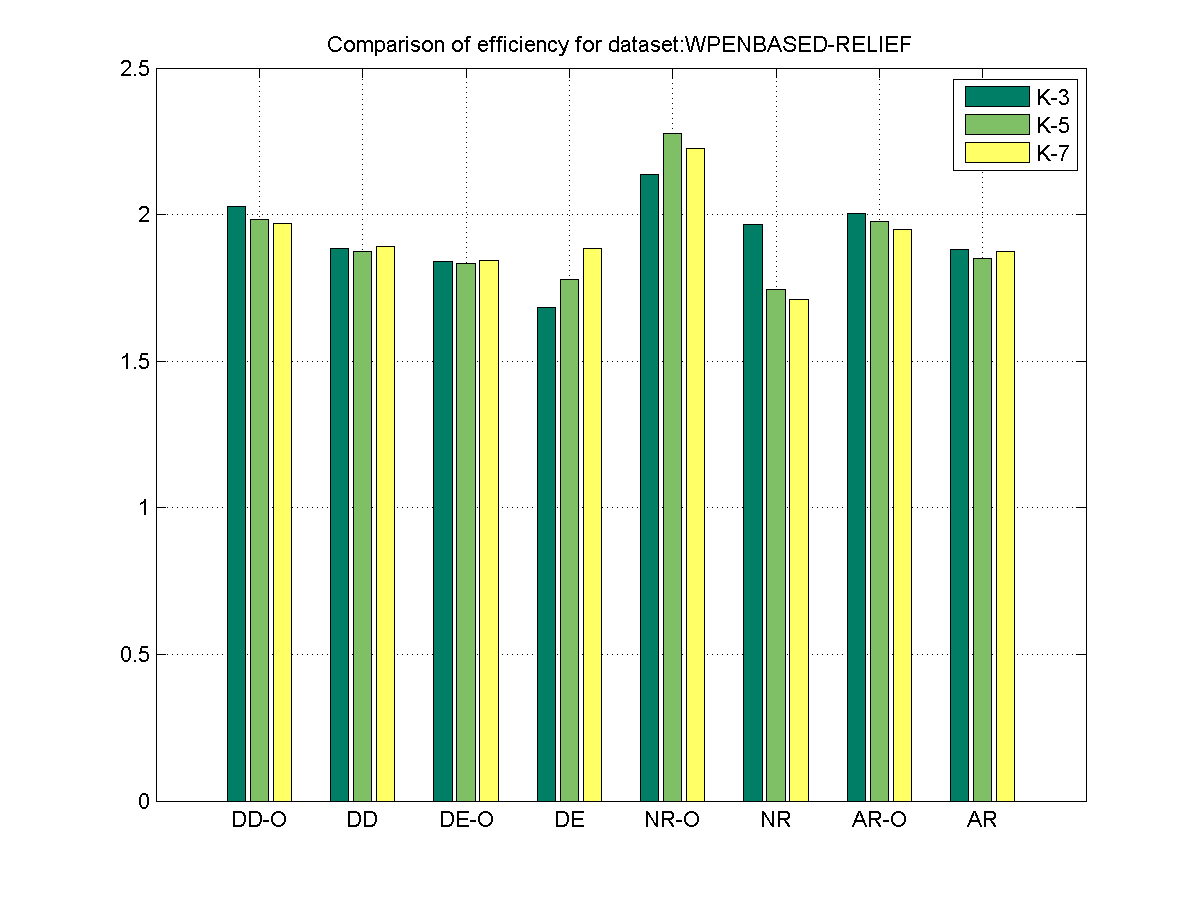 Comparison of efficiency for dataset:WPENBASED-RELIEF
2.5
2
1.5
1
0.5
0
K-3
K-5
K-7
DD-O DD DE-O DE NR-O NR AR-O AR